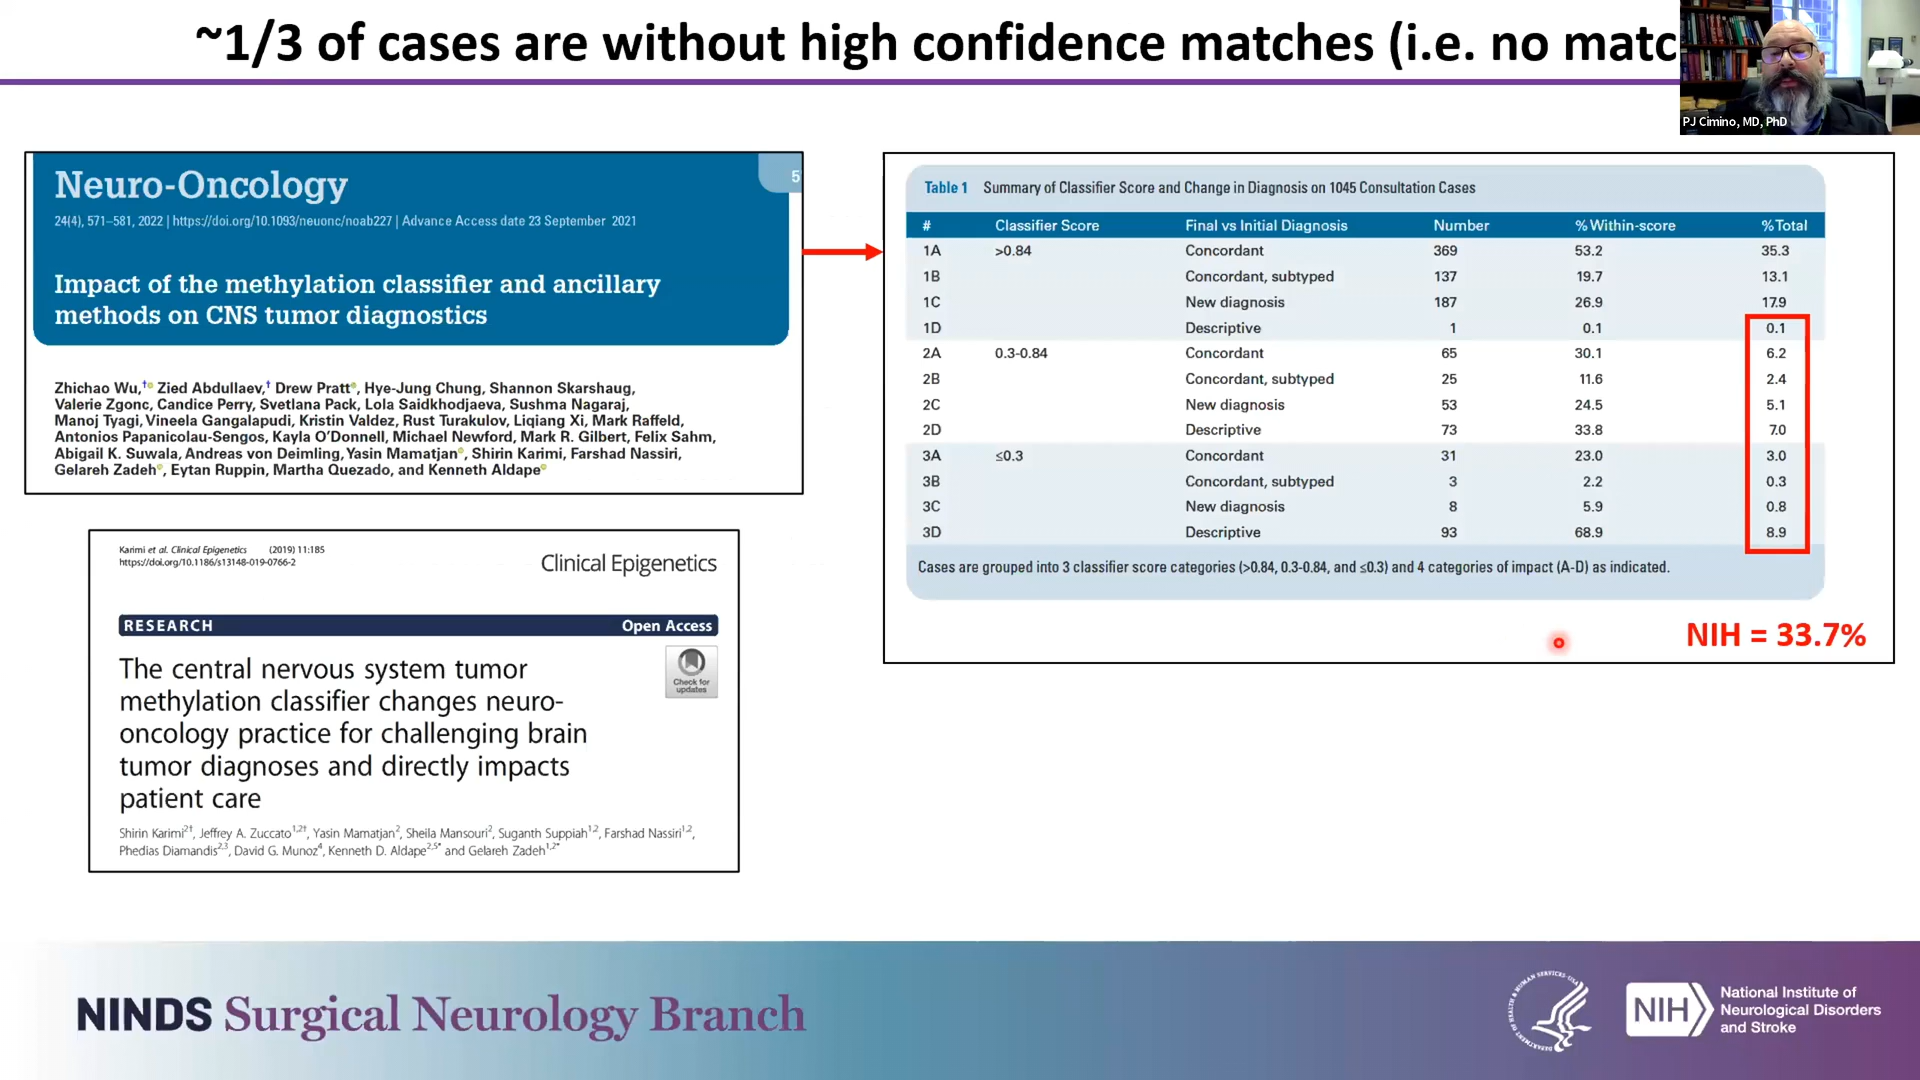 ~1/3 of cases are without high confidence matches (i.e. no matc
PJ Cimino, MD, PhD
Neuro-Oncology
5
24(4), 571–581, 2022 | https://doi.org/10.1093/neuonc/noab227 | Advance Access date 23 September 2021
Impact of the methylation classifier and ancillary
methods on CNS tumor diagnostics
Zhichao Wu,† Zied Abdullaev,† Drew Pratt, Hye-Jung Chung, Shannon Skarshaug,
Valerie Zgonc, Candice Perry, Svetlana Pack, Lola Saidkhodjaeva, Sushma Nagaraj,
Manoj Tyagi, Vineela Gangalapudi, Kristin Valdez, Rust Turakulov, Liqiang Xi, Mark Raffeld,
Antonios Papanicolau-Sengos, Kayla O'Donnell, Michael Newford, Mark R. Gilbert, Felix Sahm,
Abigail K. Suwala, Andreas von Deimling, Yasin Mamatjan, Shirin Karimi, Farshad Nassiri,
Gelareh Zadeh, Eytan Ruppin, Martha Quezado, and Kenneth Aldape
Table 1 Summary of Classifier Score and Change in Diagnosis on 1045 Consultation Cases
# Classifier Score Final vs Initial Diagnosis Number % Within-score % Total
1A >0.84 Concordant 369 53.2 35.3
1B Concordant, subtyped 137 19.7 13.1
1C New diagnosis 187 26.9 17.9
1D Descriptive 1 0.1 0.1
2A 0.3-0.84 Concordant 65 30.1 6.2
2B Concordant, subtyped 25 11.6 2.4
2C New diagnosis 53 24.5 5.1
2D Descriptive 73 33.8 7.0
3A ≤0.3 Concordant 31 23.0 3.0
3B Concordant, subtyped 3 2.2 0.3
3C New diagnosis 8 5.9 0.8
3D Descriptive 93 68.9 8.9
Cases are grouped into 3 classifier score categories (>0.84, 0.3-0.84, and ≤0.3) and 4 categories of impact (A-D) as indicated.
NIH = 33.7%
Karimi et al. Clinical Epigenetics (2019) 11:185
https://doi.org/10.1186/s13148-019-0766-2
Clinical Epigenetics
RESEARCH Open Access
The central nervous system tumor
methylation classifier changes neuro-
oncology practice for challenging brain
tumor diagnoses and directly impacts
patient care
Check for
updates
Shirin Karimi2†, Jeffrey A. Zuccato1,2†, Yasin Mamatjan2, Sheila Mansouri2, Suganth Suppiah1,2, Farshad Nassiri1,2,
Phedias Diamandis2,3, David G. Munoz4, Kenneth D. Aldape2,5* and Gelareh Zadeh1,2*
NINDS Surgical Neurology Branch
DEPARTMENT OF HEALTH & HUMAN SERVICES USA
NIH
National Institute of
Neurological Disorders
and Stroke